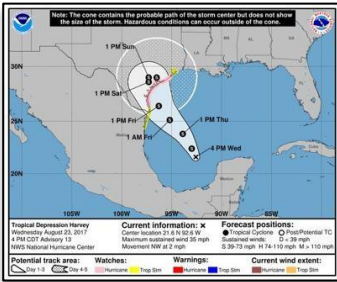 Note: The cone contains the probable path of the storm center but does not show
the size of the storm. Hazardous conditions can occur outside of the cone.
1 PM Sun
30N
1 PM Sat
1 PM Fri
1 PM Thu
25N
1 AM Fri
4 PM Wed
20N
105W 100W 95W 90W 85W
Tropical Depression Harvey
Wednesday August 23, 2017
4 PM CDT Advisory 13
NWS National Hurricane Center
Current information: x
Center location 21.6 N 92.6 W
Maximum sustained wind 35 mph
Movement NW at 2 mph
Forecast positions:
Tropical Cyclone Post/Potential TC
Sustained winds: D < 39 mph
S 39-73 mph H 74-110 mph M > 110 mph
Potential track area:
Day 1-3 Day 4-5
Watches:
Hurricane Trop Stm
Warnings:
Hurricane Trop Stm
Current wind extent:
Hurricane Trop Stm